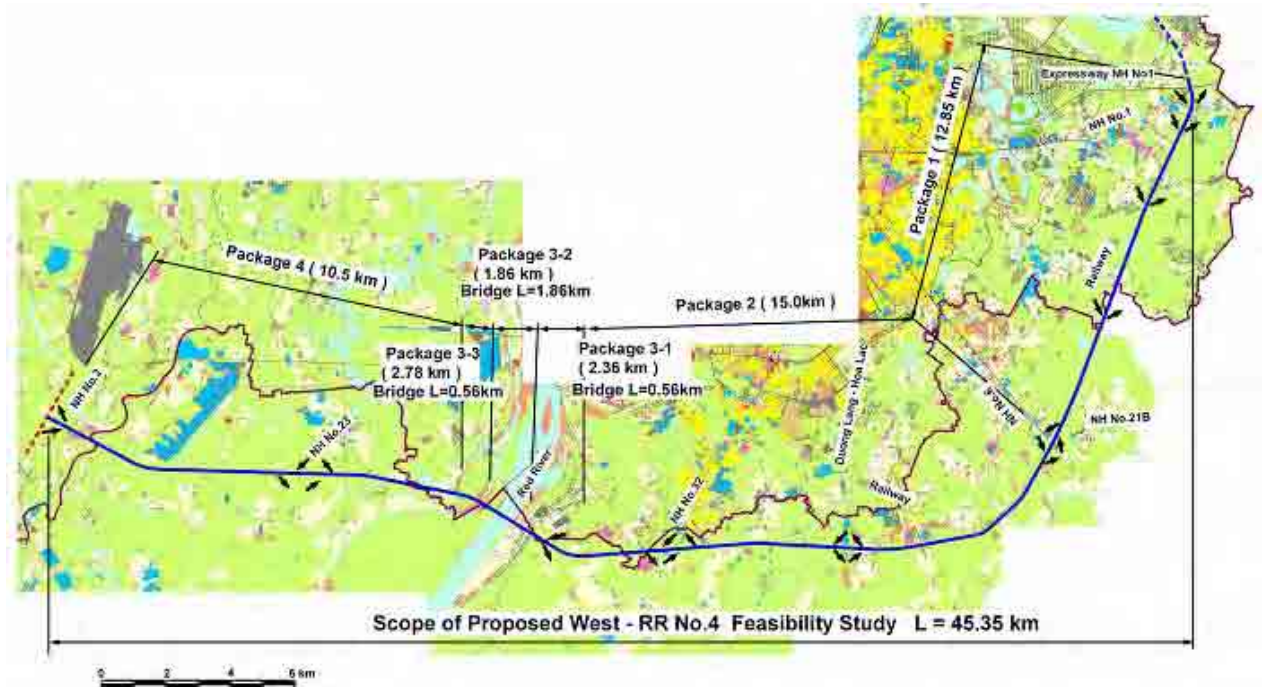 Expressway NH No1
NH No.1
Package 1 ( 12.85 km )
Railway
Package 4 ( 10.5 km )
Package 3-2
( 1.86 km )
Bridge L=1.86km
Package 2 ( 15.0km )
Package 3-3
( 2.78 km )
Bridge L=0.56km
Package 3-1
( 2.36 km )
Bridge L=0.56km
NH No.2
NH No.23
Red River
NH No.32
Duong Lang - Hoa Lac
Railway
NH No.6
NH No.21B
Scope of Proposed West - RR No.4 Feasibility Study L = 45.35 km
0 2 4 6 km